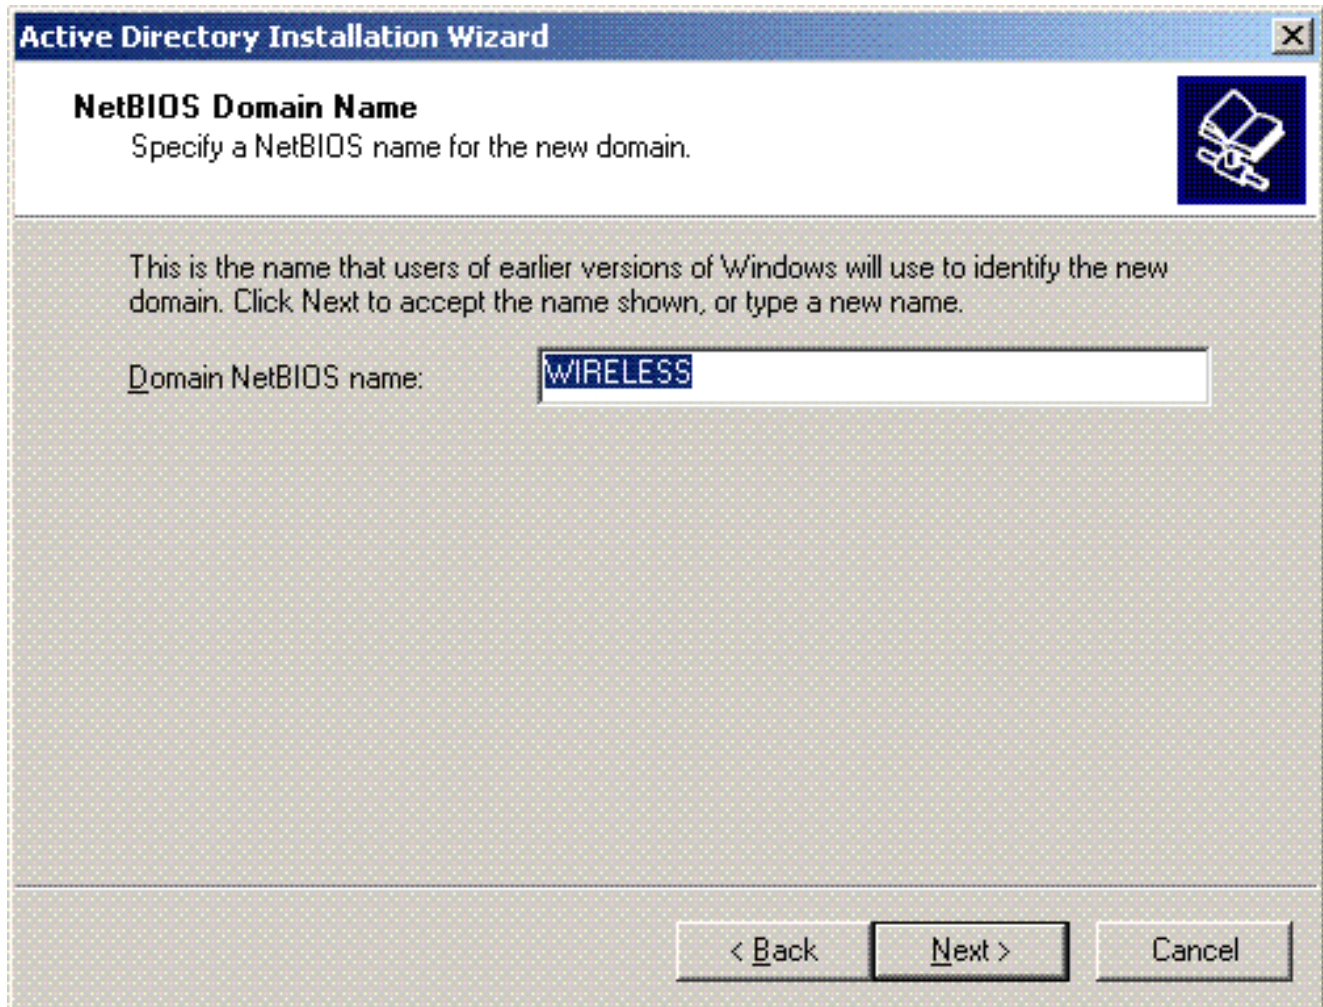 Active Directory Installation Wizard
NetBIOS Domain Name
Specify a NetBIOS name for the new domain.
This is the name that users of earlier versions of Windows will use to identify the new
domain. Click Next to accept the name shown, or type a new name.
Domain NetBIOS name: WIRELESS
< Back Next > Cancel